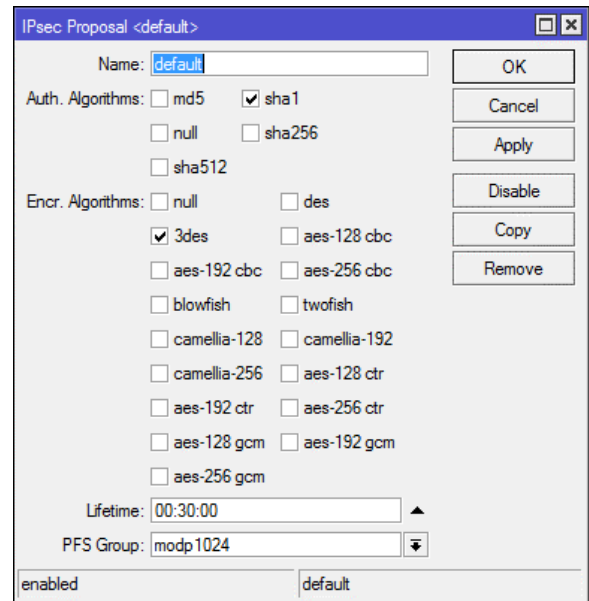 IPsec Proposal <default>
Name: default
OK
Auth. Algorithms: md5 sha1
Cancel
null sha256
Apply
sha512
Encr. Algorithms: null des
Disable
3des aes-128 cbc
Copy
aes-192 cbc aes-256 cbc
Remove
blowfish twofish
camellia-128 camellia-192
camellia-256 aes-128 ctr
aes-192 ctr aes-256 ctr
aes-128 gcm aes-192 gcm
aes-256 gcm
Lifetime: 00:30:00
PFS Group: modp1024
enabled default